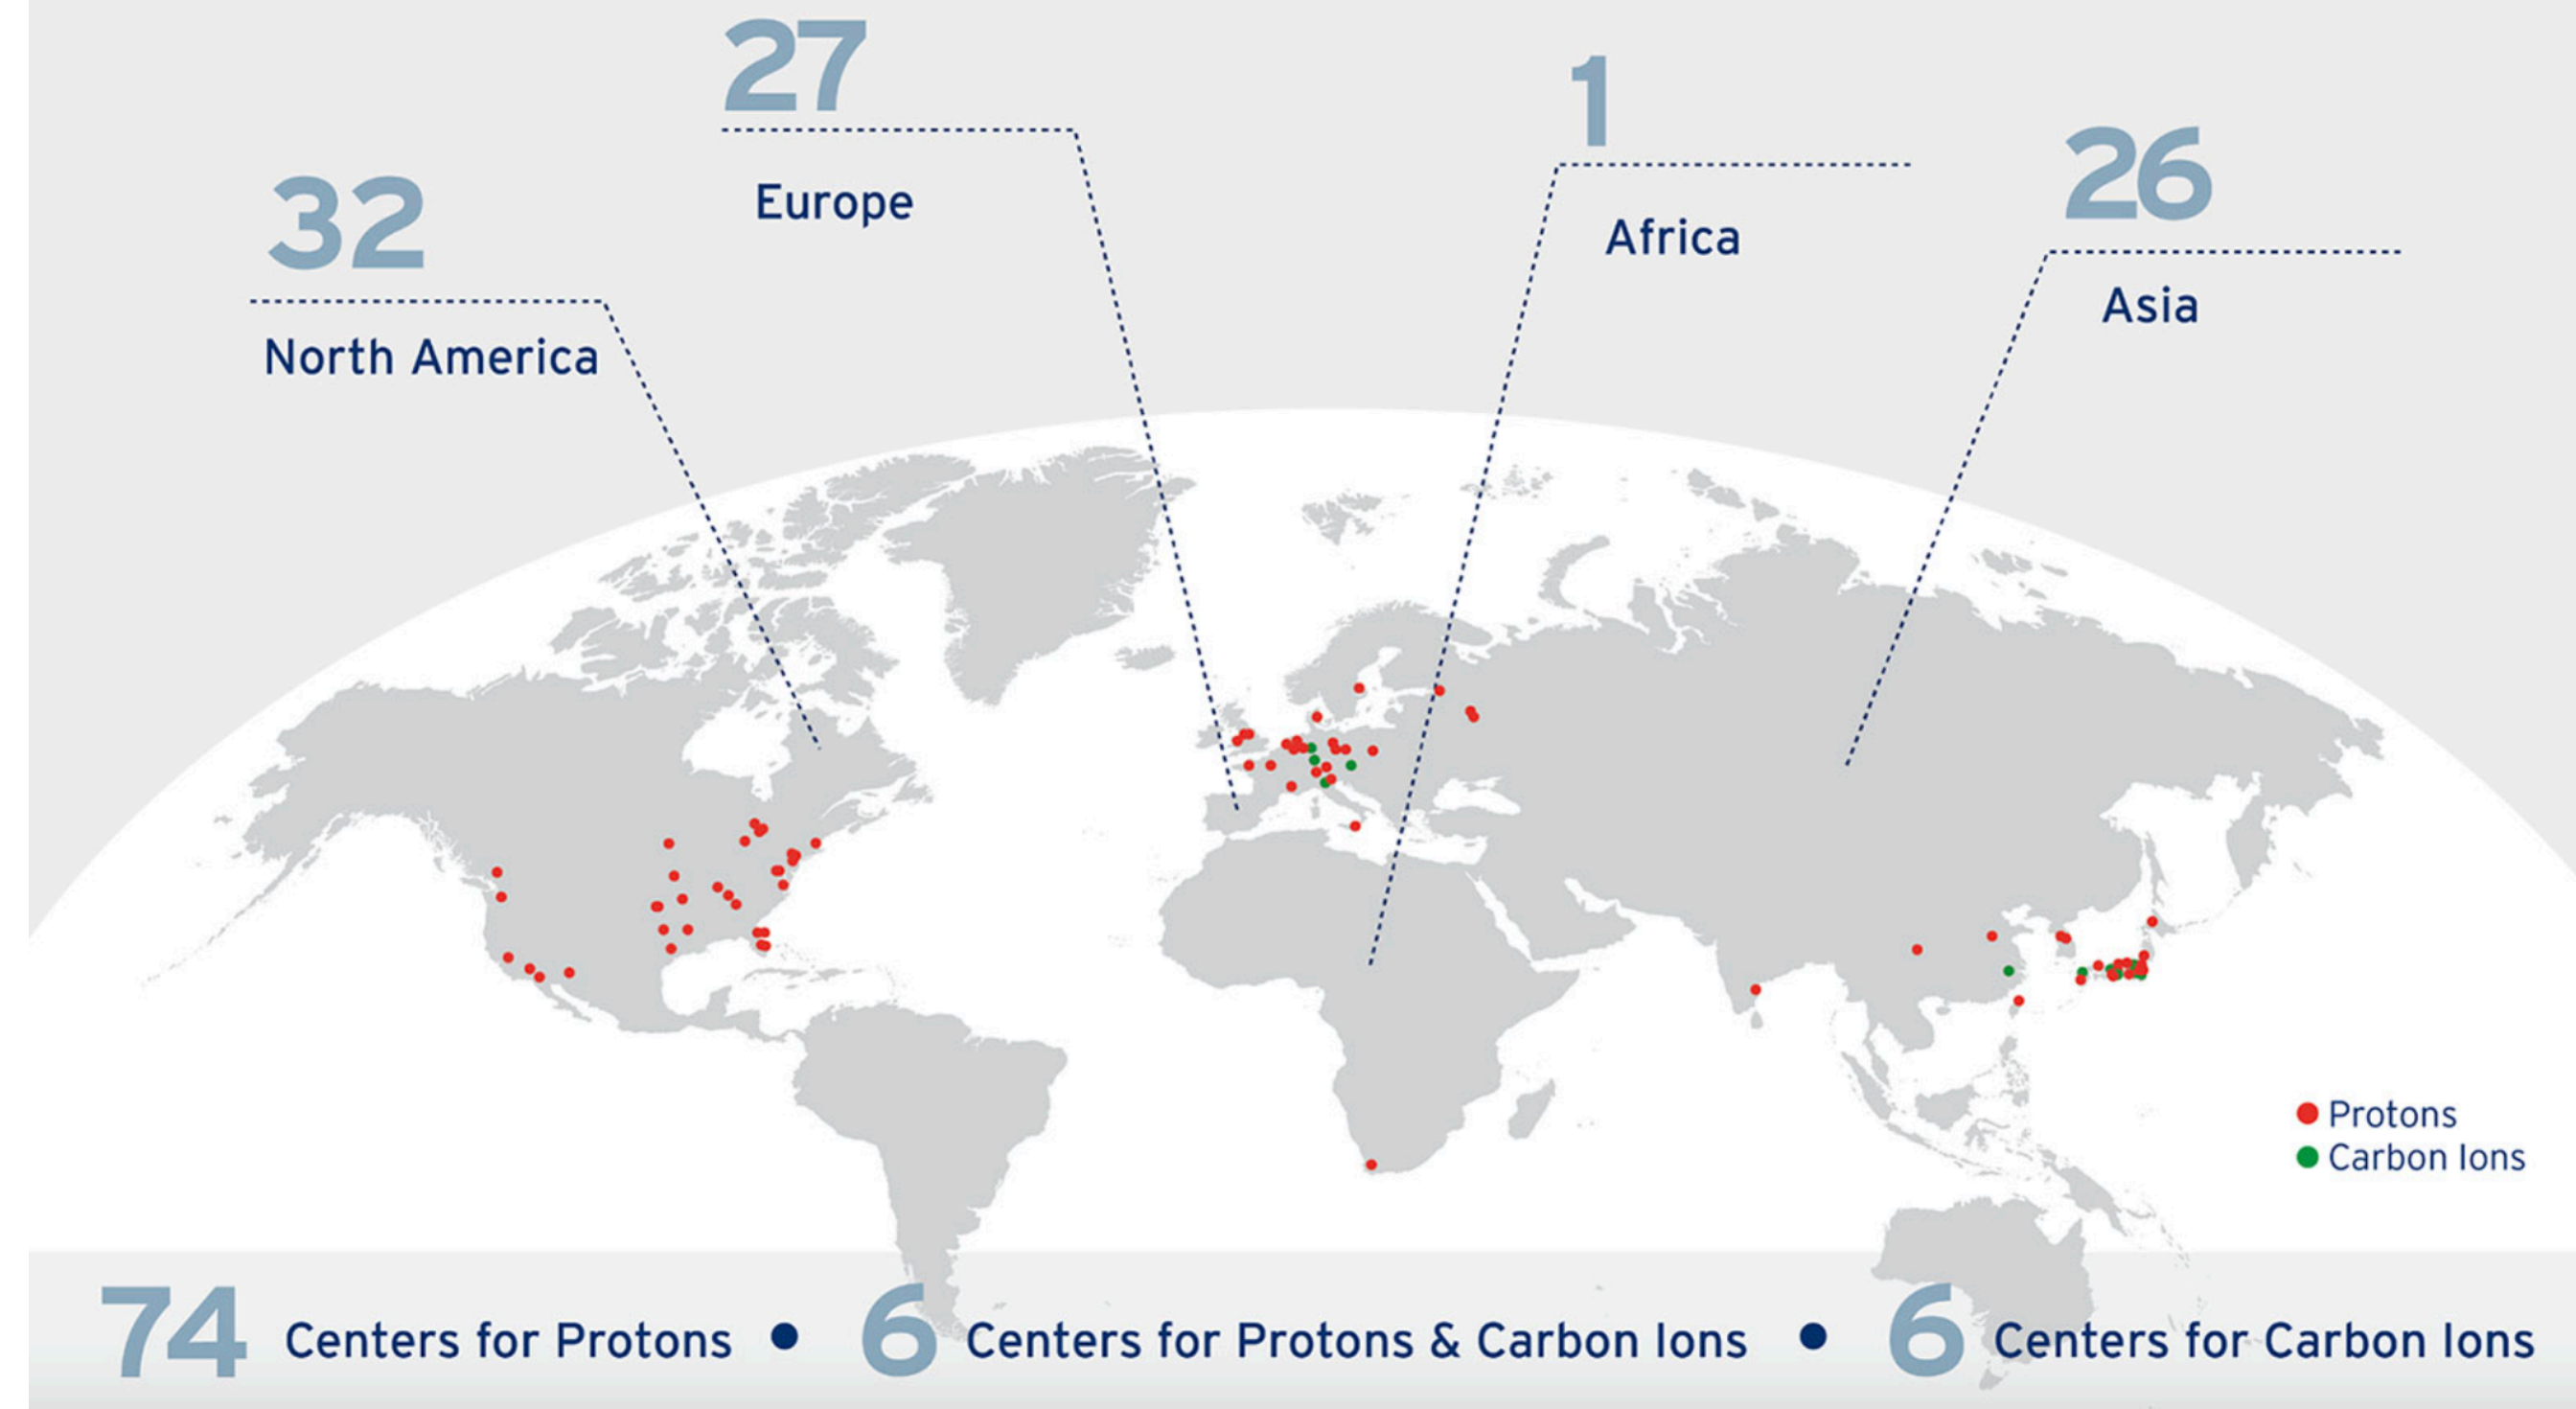 27
Europe
1
Africa
26
Asia
32
North America
Protons
Carbon Ions
74 Centers for Protons • 6 Centers for Protons & Carbon Ions • 6 Centers for Carbon Ions